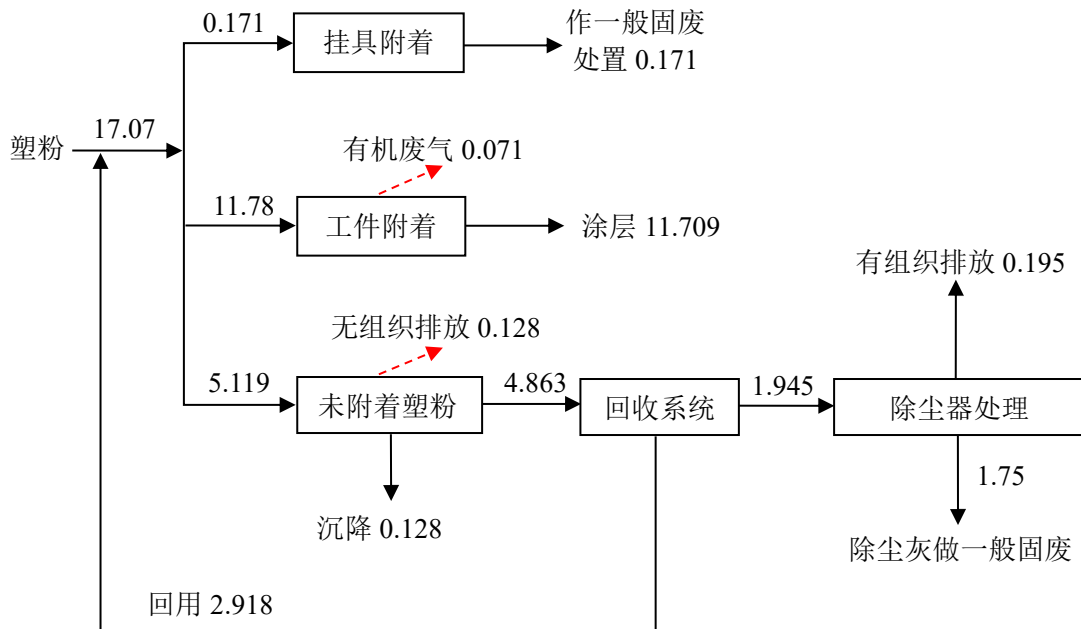 0.171
挂具附着
作一般固废
处置 0.171
塑粉
17.07
有机废气 0.071
11.78
工件附着
涂层 11.709
有组织排放 0.195
无组织排放 0.128
5.119
未附着塑粉
4.863
回收系统
1.945
除尘器处理
1.75
沉降 0.128
除尘灰做一般固废
回用 2.918